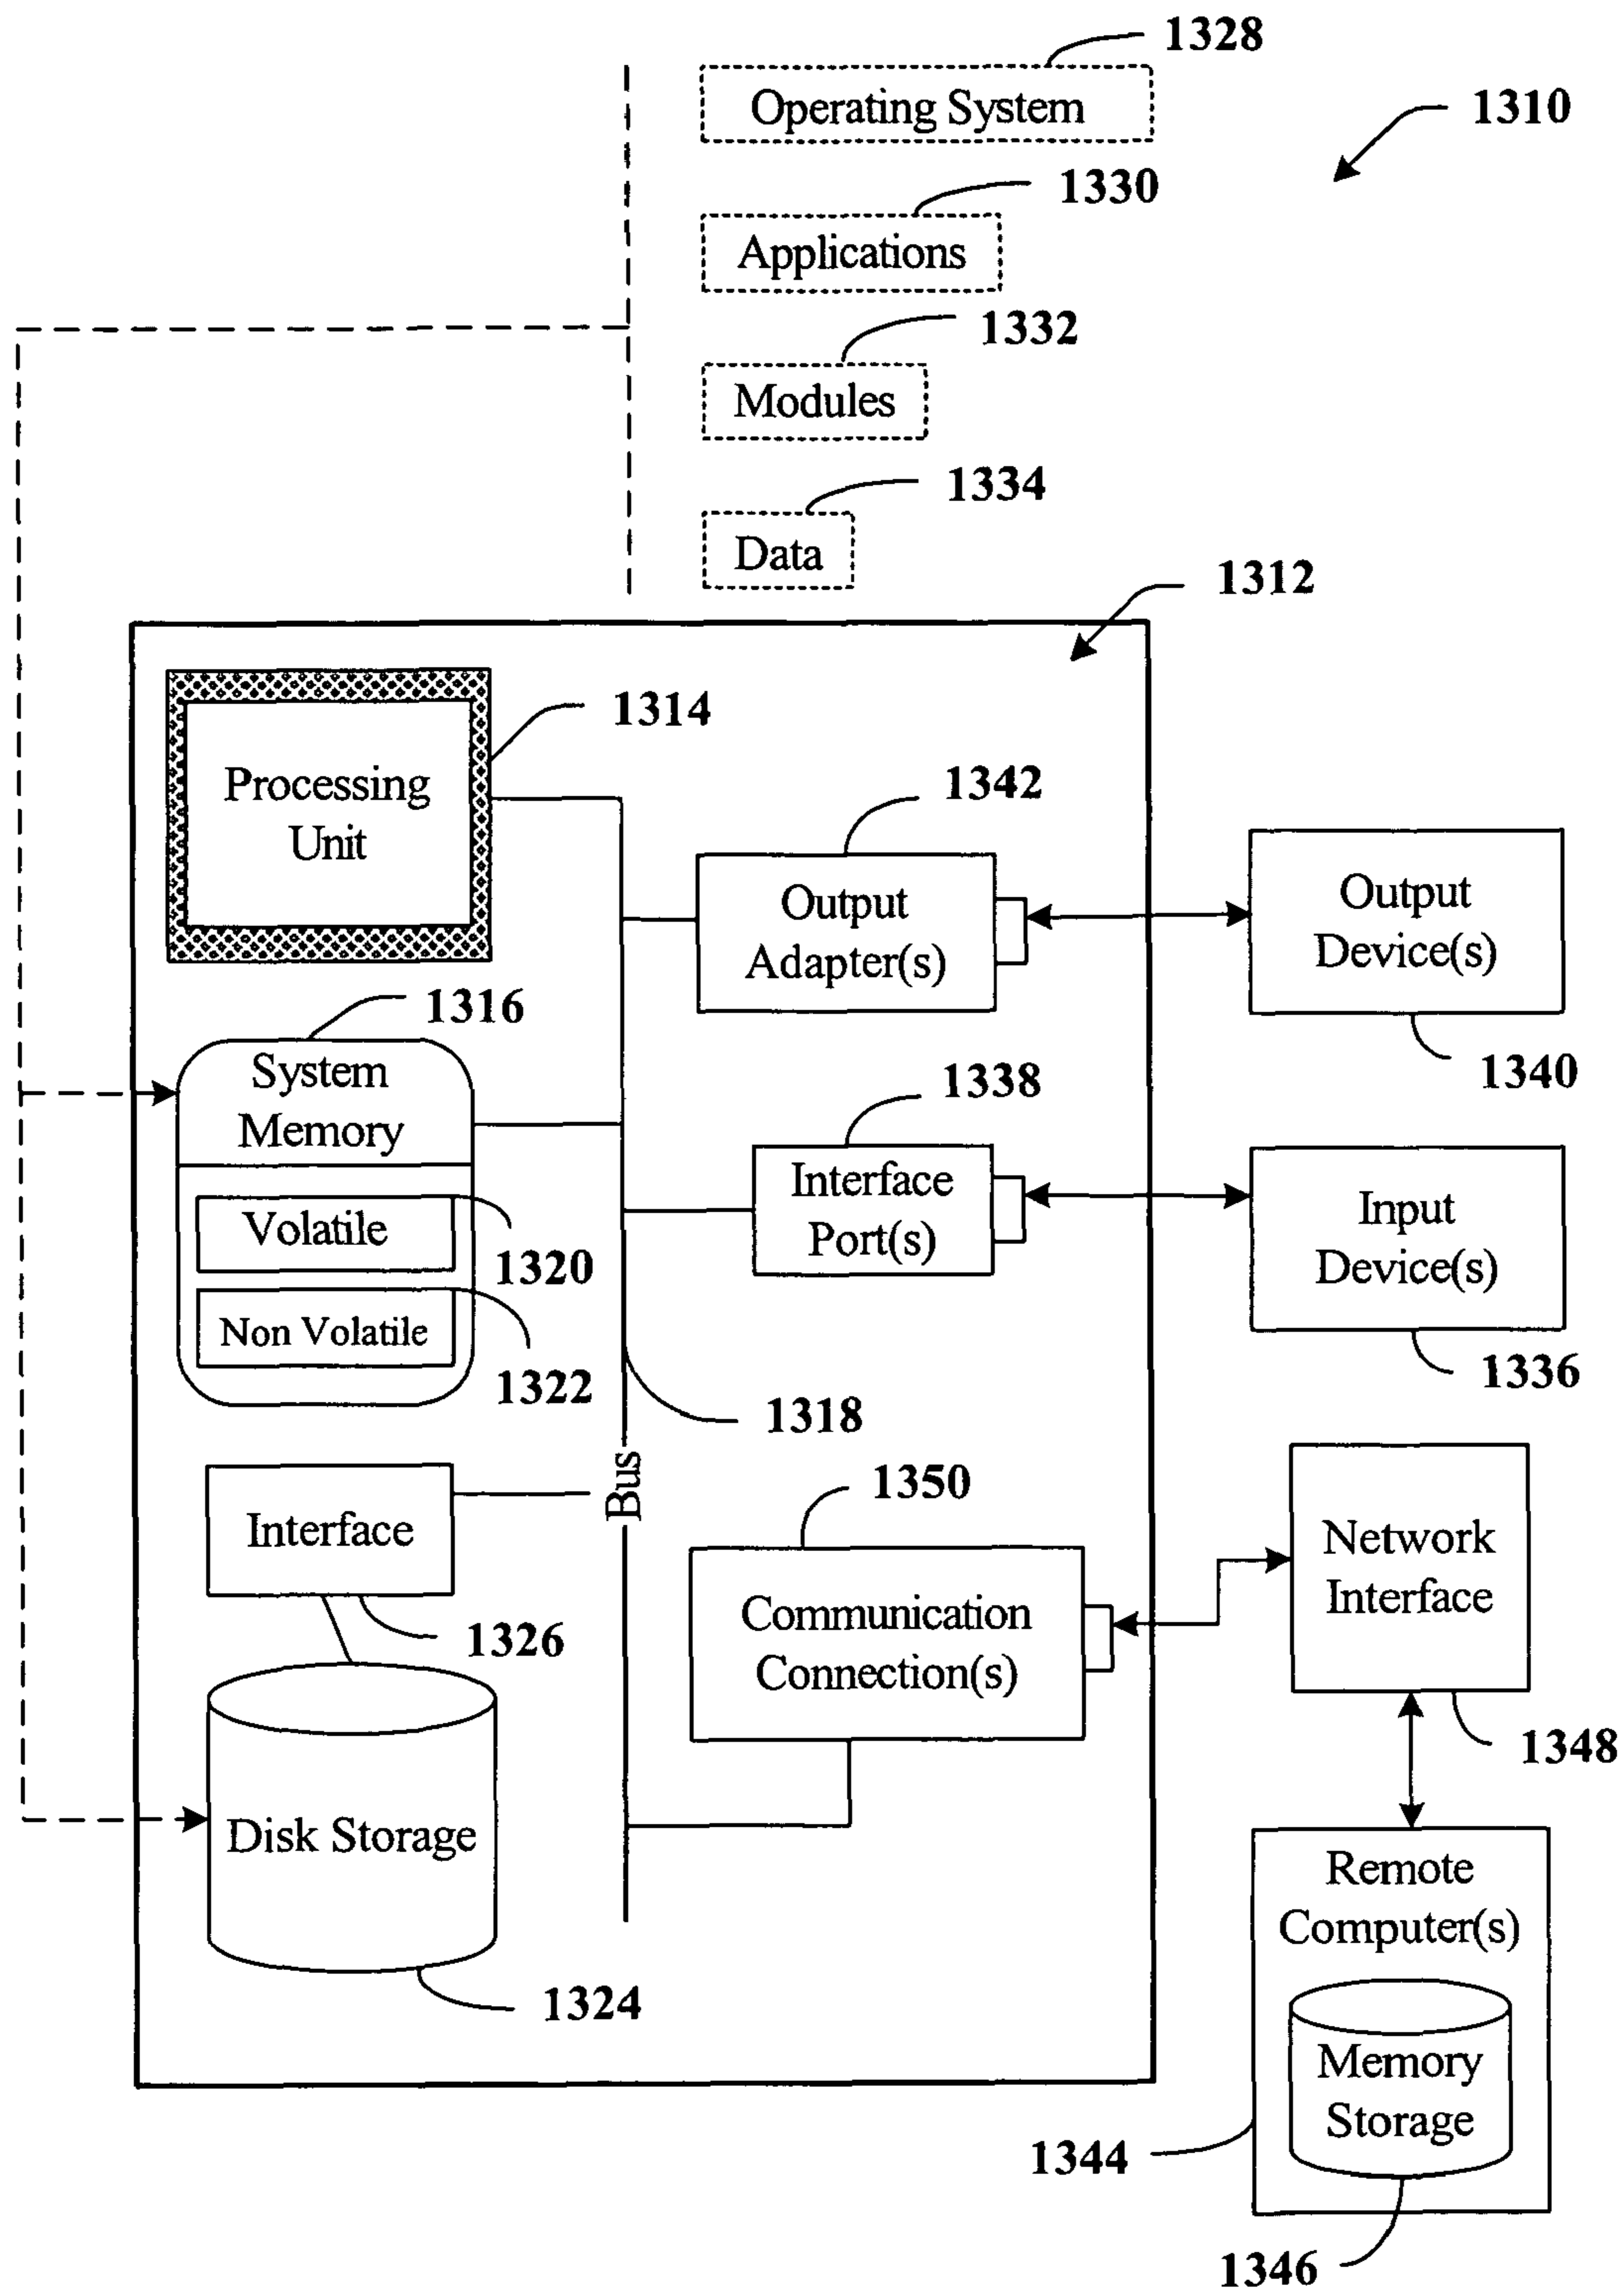 1328
Operating System
1310
1330
Applications
1332
Modules
1334
Data
1312
1314
Processing
Unit
1342
Output
Adapter(s)
Output
Device(s)
1340
1316
System
Memory
Volatile
1320
Non Volatile
1322
1338
Interface
Port(s)
Input
Device(s)
1336
1318
Bus
Interface
1326
1350
Communication
Connection(s)
Network
Interface
1348
Disk Storage
1324
Remote
Computer(s)
Memory
Storage
1344
1346